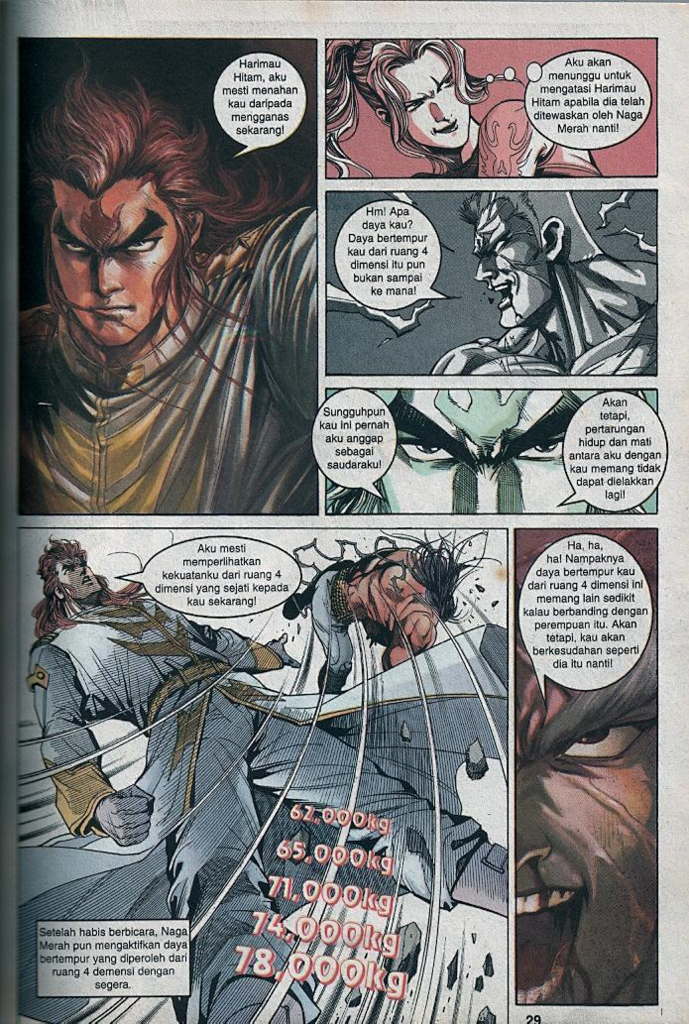 Harimau
Hitam, aku
mesti menahan
kau daripada
mengganas
sekarang!
Aku akan
menunggu untuk
mengatasi Harimau
Hitam apabila dia telah
ditewaskan oleh Naga
Merah nanti!
Hm! Apa
daya kau?
Daya bertempur
kau dari ruang 4
dimensi itu pun
bukan sampai
ke mana!
Sungguhpun
kau ini pernah
aku anggap
sebagai
saudaraku!
Akan
tetapi,
pertarungan
hidup dan mati
antara aku dengan
kau memang tidak
dapat dielakkan
lagi!
Aku mesti
memperlihatkan
kekuatanku dari ruang 4
dimensi yang sejati kepada
kau sekarang!
62,000kg
65,000kg
71,000kg
74,000kg
78,000kg
Setelah habis berbicara, Naga
Merah pun mengaktifkan daya
bertempur yang diperoleh dari
ruang 4 demensi dengan
segera.
Ha, ha,
ha! Nampaknya
daya bertempur kau
dari ruang 4 dimensi ini
memang lain sedikit
kalau berbanding dengan
perempuan itu. Akan
tetapi, kau akan
berkesudahan seperti
dia itu nanti!
29